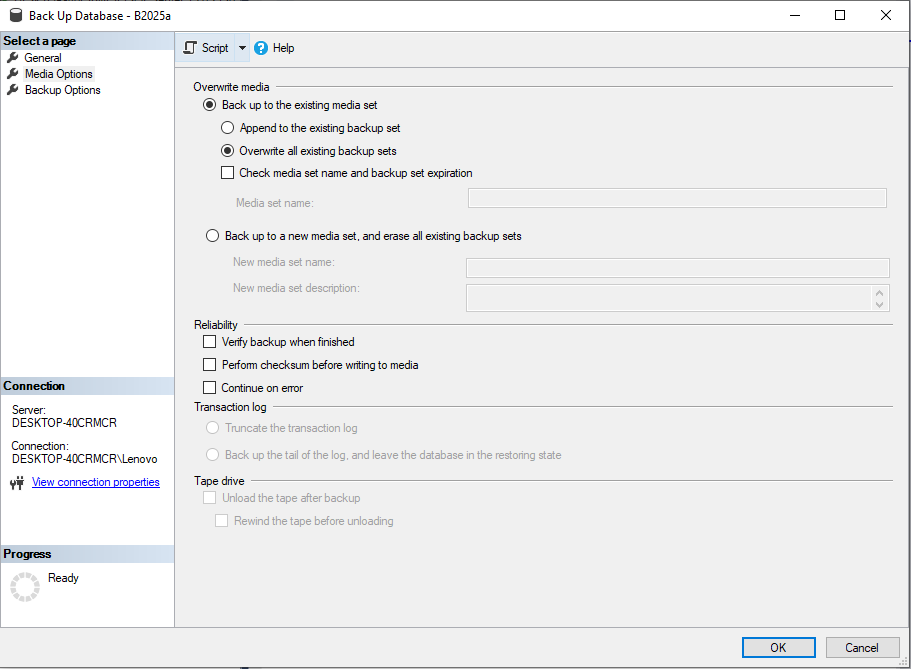 Back Up Database - B2025a
Select a page
General
Media Options
Backup Options
Script
Help
Overwrite media
Back up to the existing media set
Append to the existing backup set
Overwrite all existing backup sets
Check media set name and backup set expiration
Media set name:
Back up to a new media set, and erase all existing backup sets
New media set name:
New media set description:
Reliability
Verify backup when finished
Perform checksum before writing to media
Continue on error
Transaction log
Truncate the transaction log
Back up the tail of the log, and leave the database in the restoring state
Tape drive
Unload the tape after backup
Rewind the tape before unloading
Connection
Server:
DESKTOP-40CRMCR
Connection:
DESKTOP-40CRMCR\Lenovo
View connection properties
Progress
Ready
OK
Cancel